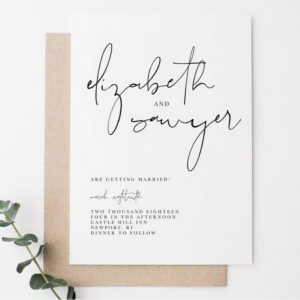 elizabeth
AND
sawyer
ARE GETTING MARRIED!
march eighteenth
TWO THOUSAND EIGHTEEN
FOUR IN THE AFTERNOON
CASTLE HILL INN
NEWPORT, RI
DINNER TO FOLLOW